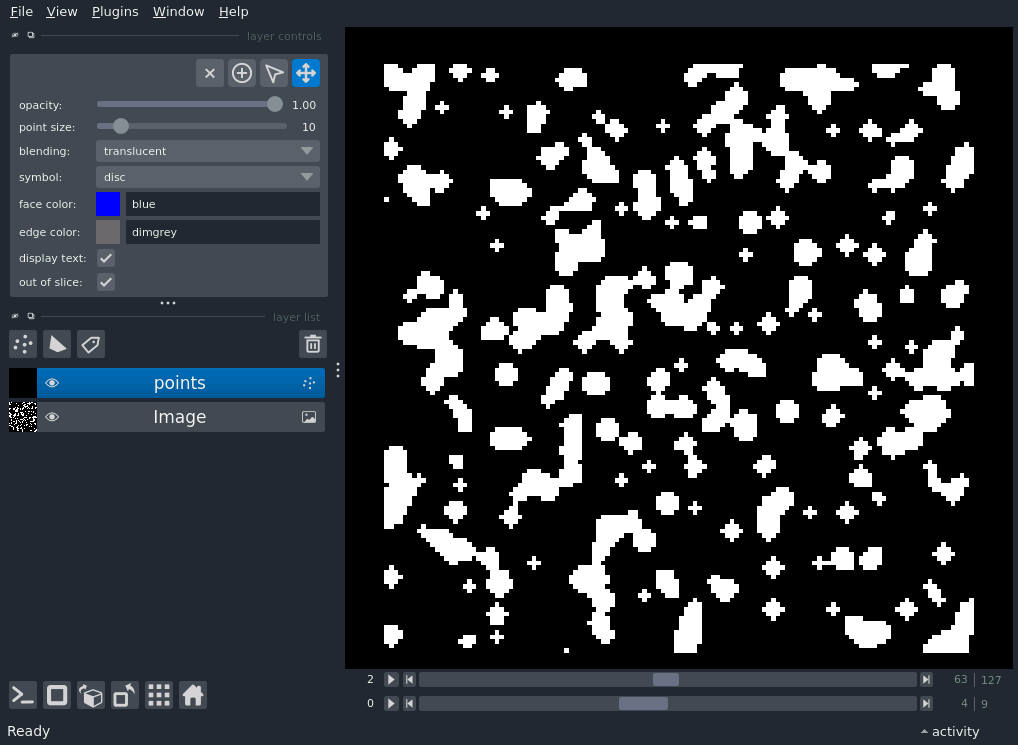 File View Plugins Window Help
layer controls
opacity: 1.00
point size: 10
blending: translucent
symbol: disc
face color: blue
edge color: dimgrey
display text:
out of slice:
layer list
points
Image
2 63 127
0 4 9
Ready activity